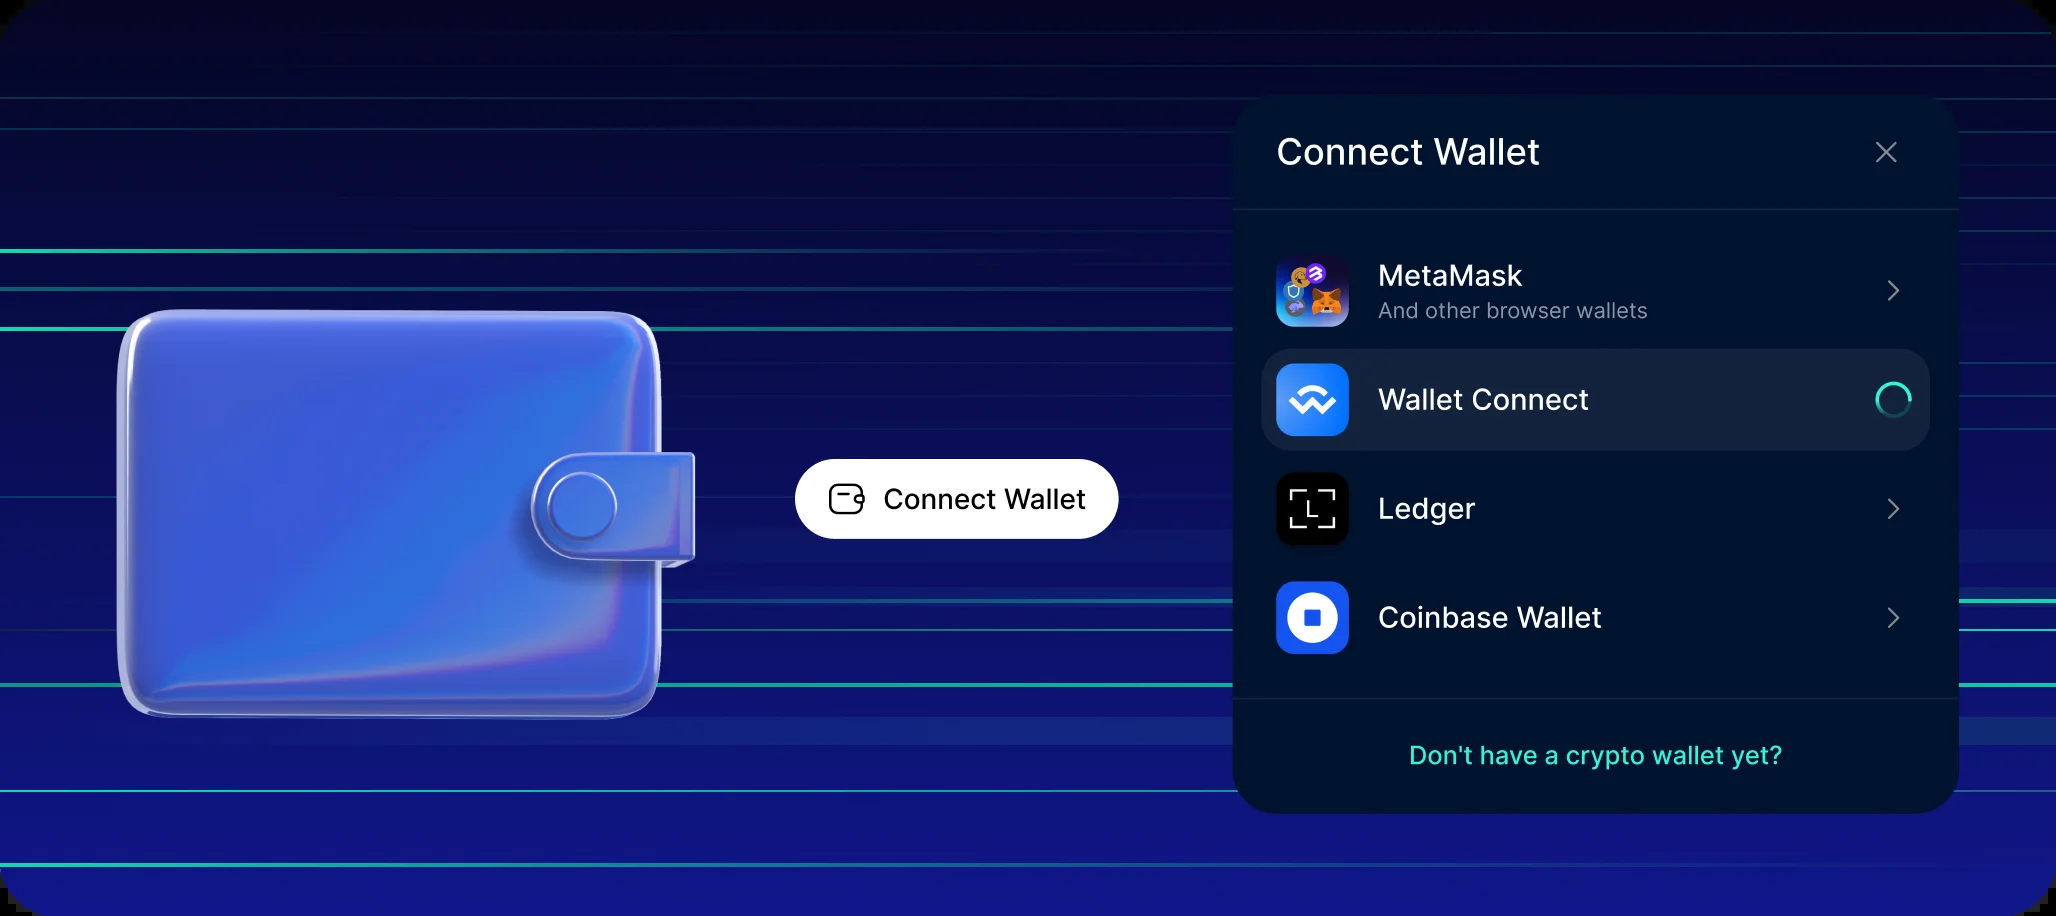 Connect Wallet
Connect Wallet
MetaMask
And other browser wallets
Wallet Connect
L
Ledger
Coinbase Wallet
Don't have a crypto wallet yet?